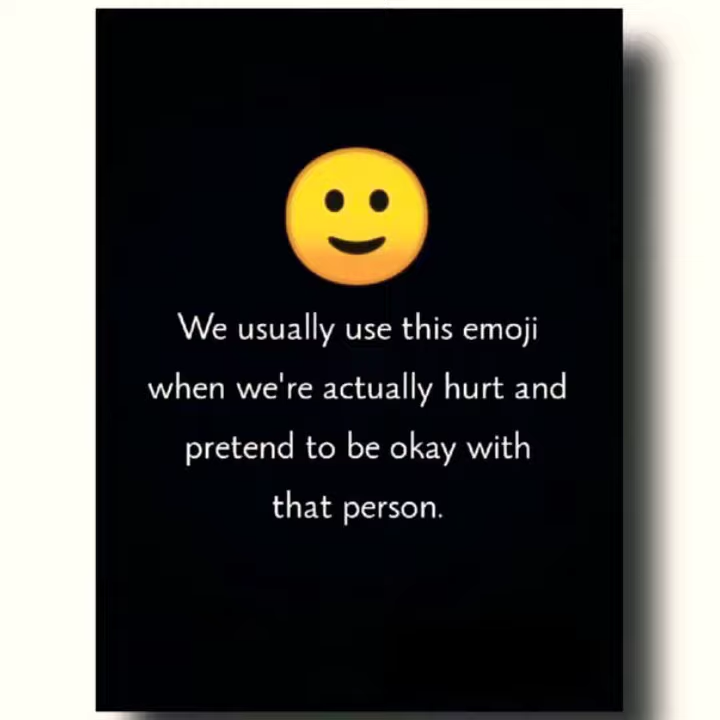 We usually use this emoji
when we're actually hurt and
pretend to be okay with
that person.